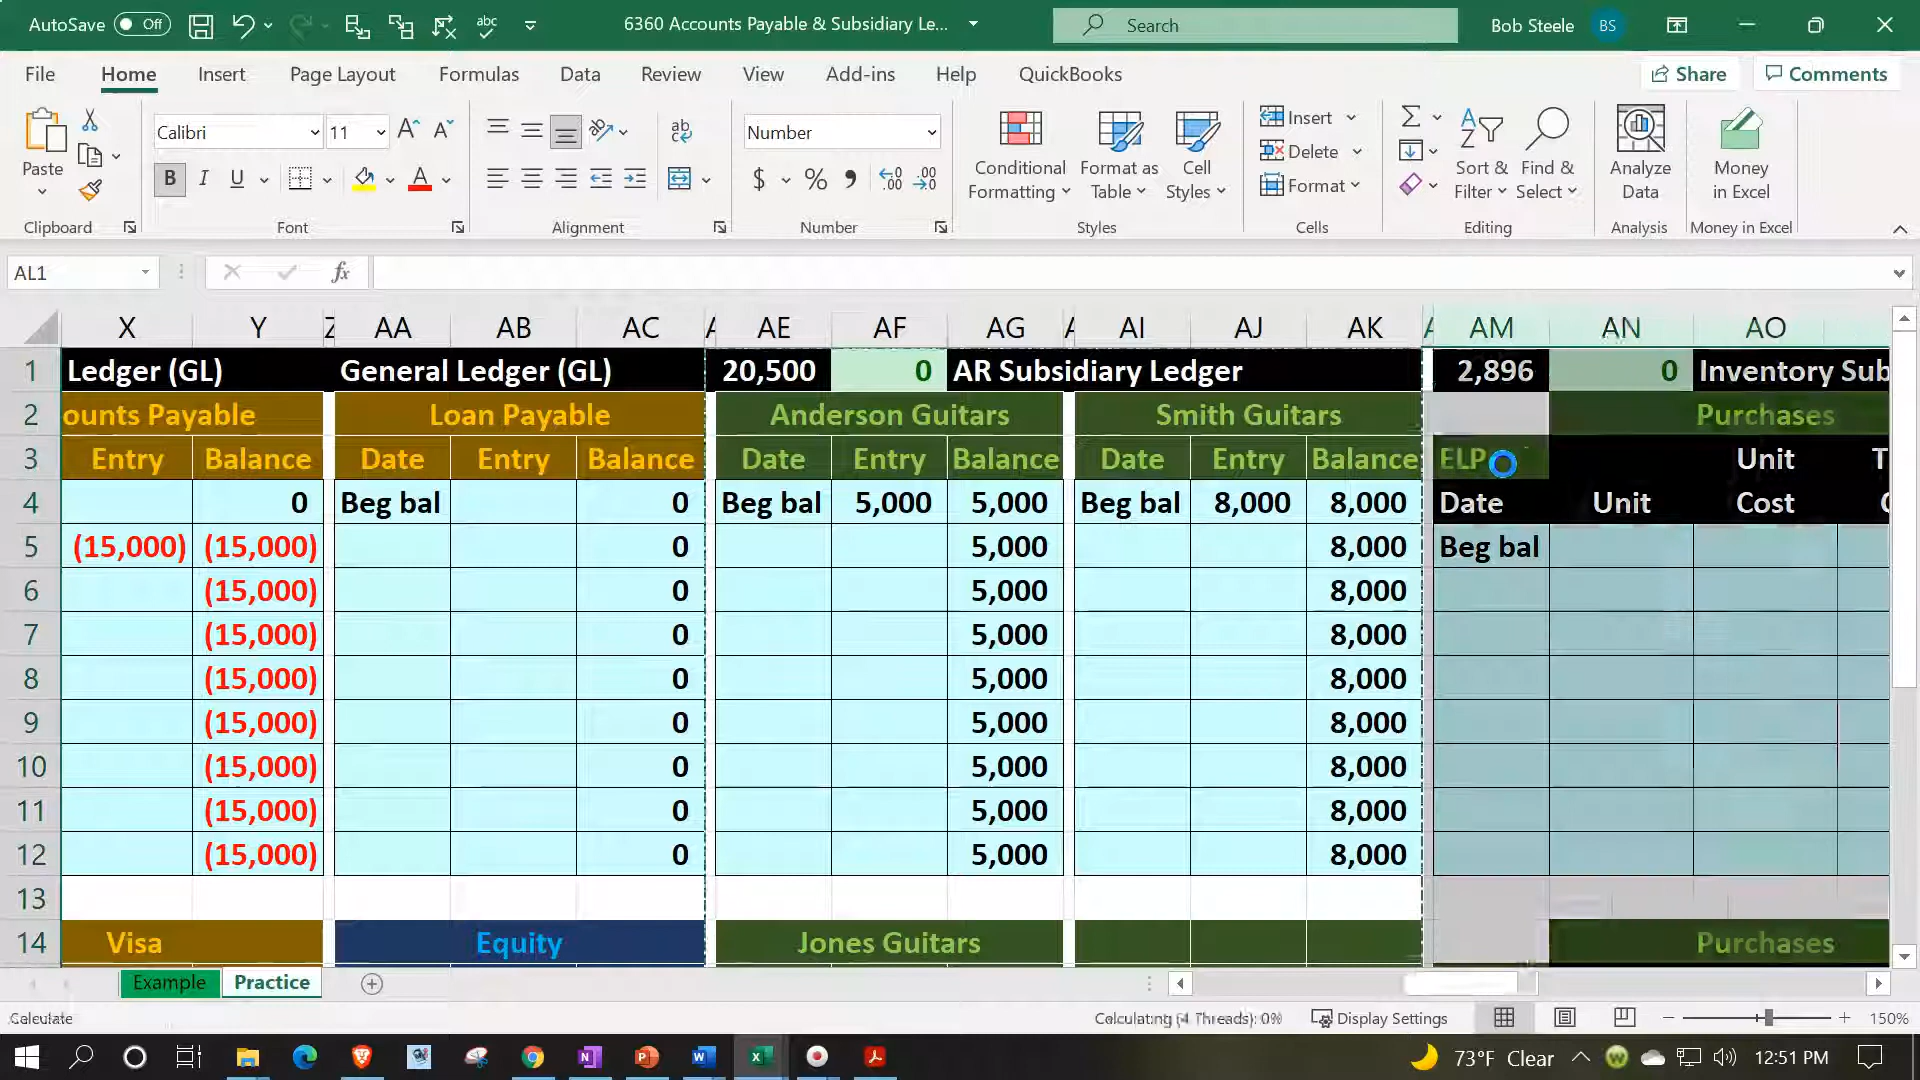 AutoSave Off abc 6360 Accounts Payable & Subsidiary Le... Search Bob Steele BS
File Home Insert Page Layout Formulas Data Review View Add-ins Help QuickBooks Share Comments
Calibri 11 Number Insert
Paste Conditional Format as Cell Delete Sort & Find & Analyze Money
Formatting Table Styles Format Filter Select Data in Excel
Clipboard Font Alignment Number Styles Cells Editing Analysis Money in Excel
AL1 fx
X Y Z AA AB AC A AE AF AG A AI AJ AK A AM AN AO
1 Ledger (GL) General Ledger (GL) 20,500 0 AR Subsidiary Ledger 2,896 0 Inventory Sub
2 ounts Payable Loan Payable Anderson Guitars Smith Guitars Purchases
3 Entry Balance Date Entry Balance Date Entry Balance Date Entry Balance ELP Unit T
4 0 Beg bal 0 Beg bal 5,000 5,000 Beg bal 8,000 8,000 Date Unit Cost C
5 (15,000) (15,000) 0 5,000 8,000 Beg bal
6 (15,000) 0 5,000 8,000
7 (15,000) 0 5,000 8,000
8 (15,000) 0 5,000 8,000
9 (15,000) 0 5,000 8,000
10 (15,000) 0 5,000 8,000
11 (15,000) 0 5,000 8,000
12 (15,000) 0 5,000 8,000
13
14 Visa Equity Jones Guitars Purchases
Example Practice
Calculate Calculating (4 Threads): 0% Display Settings 150%
73°F Clear 12:51 PM